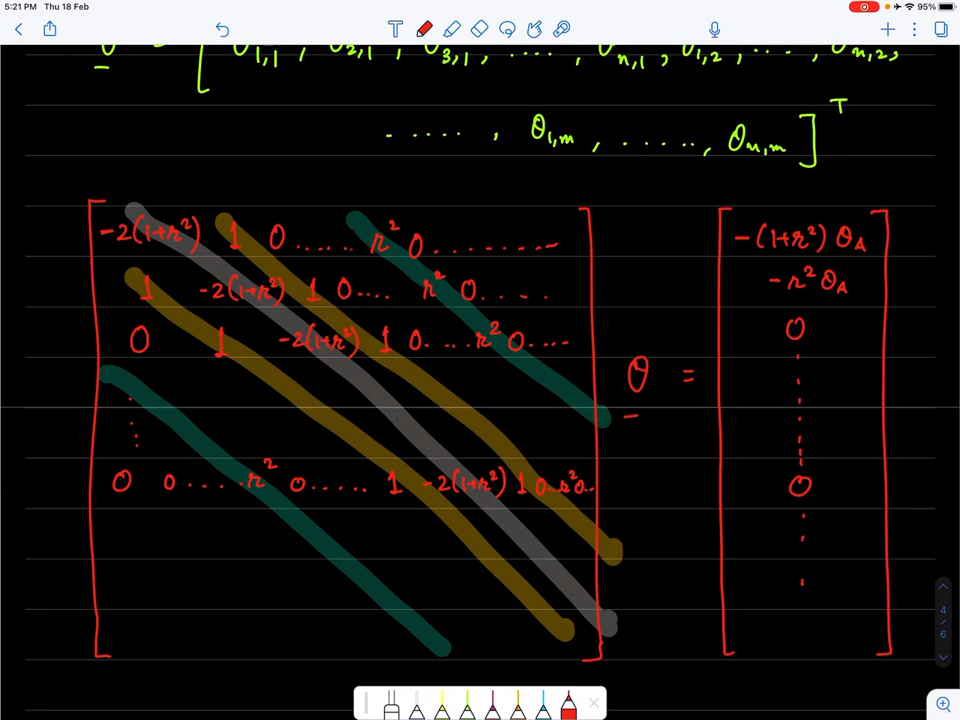 5:21 PM Thu 18 Feb
95%
θ = [ θ1,1 , θ2,1 , θ3,1 , .... , θn,1 , θ1,2 , ... , θn,2 ,
..... , θ1,m , ...... , θn,m ]ᵀ
-2(1+r²) 1 0 ...... r² 0 ......... -(1+r²) θA
1 -2(1+r²) 1 0 .... r² 0 .... - r² θA
0 1 -2(1+r²) 1 0 .... r² 0 .... 0
θ =
0 0 .... r² 0 ...... 1 -2(1+r²) 1 0 .. r² 0 .. 0
4
/
6